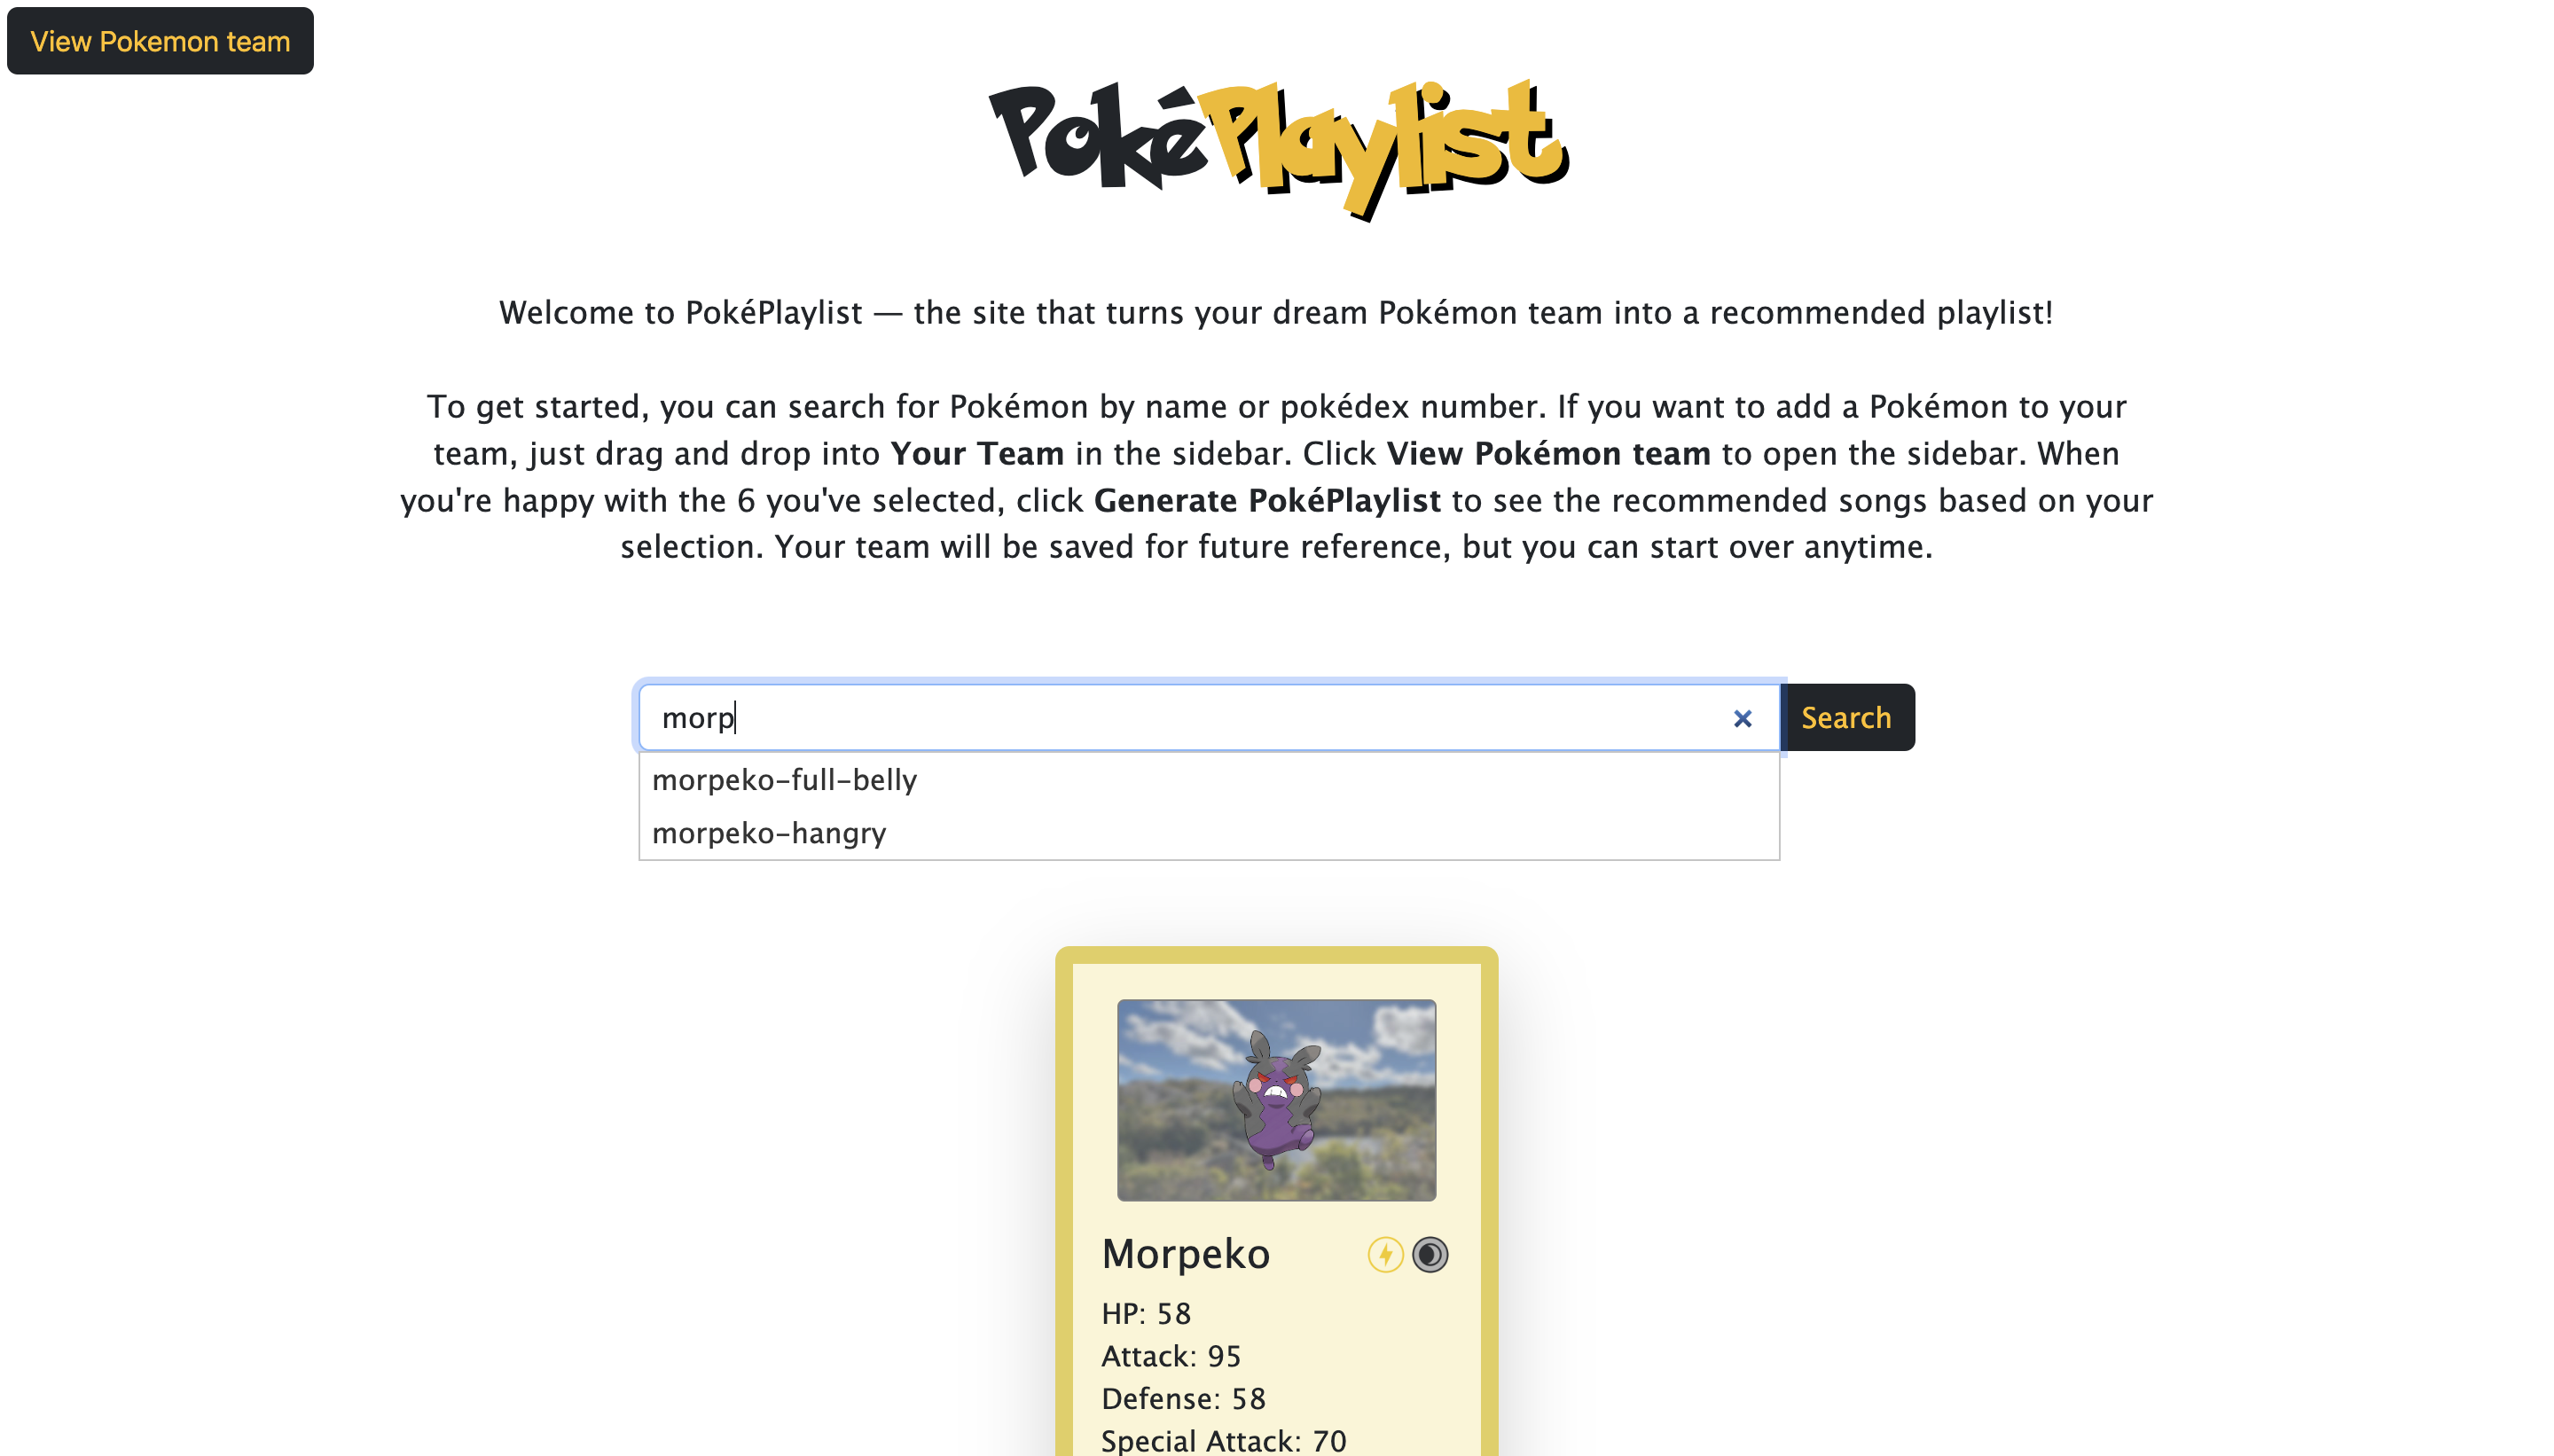 View Pokemon team
PokéPlaylist
Welcome to PokéPlaylist — the site that turns your dream Pokémon team into a recommended playlist!
To get started, you can search for Pokémon by name or pokédex number. If you want to add a Pokémon to your
team, just drag and drop into Your Team in the sidebar. Click View Pokémon team to open the sidebar. When
you're happy with the 6 you've selected, click Generate PokéPlaylist to see the recommended songs based on your
selection. Your team will be saved for future reference, but you can start over anytime.
morp
Search
morpeko-full-belly
morpeko-hangry
Morpeko
HP: 58
Attack: 95
Defense: 58
Special Attack: 70